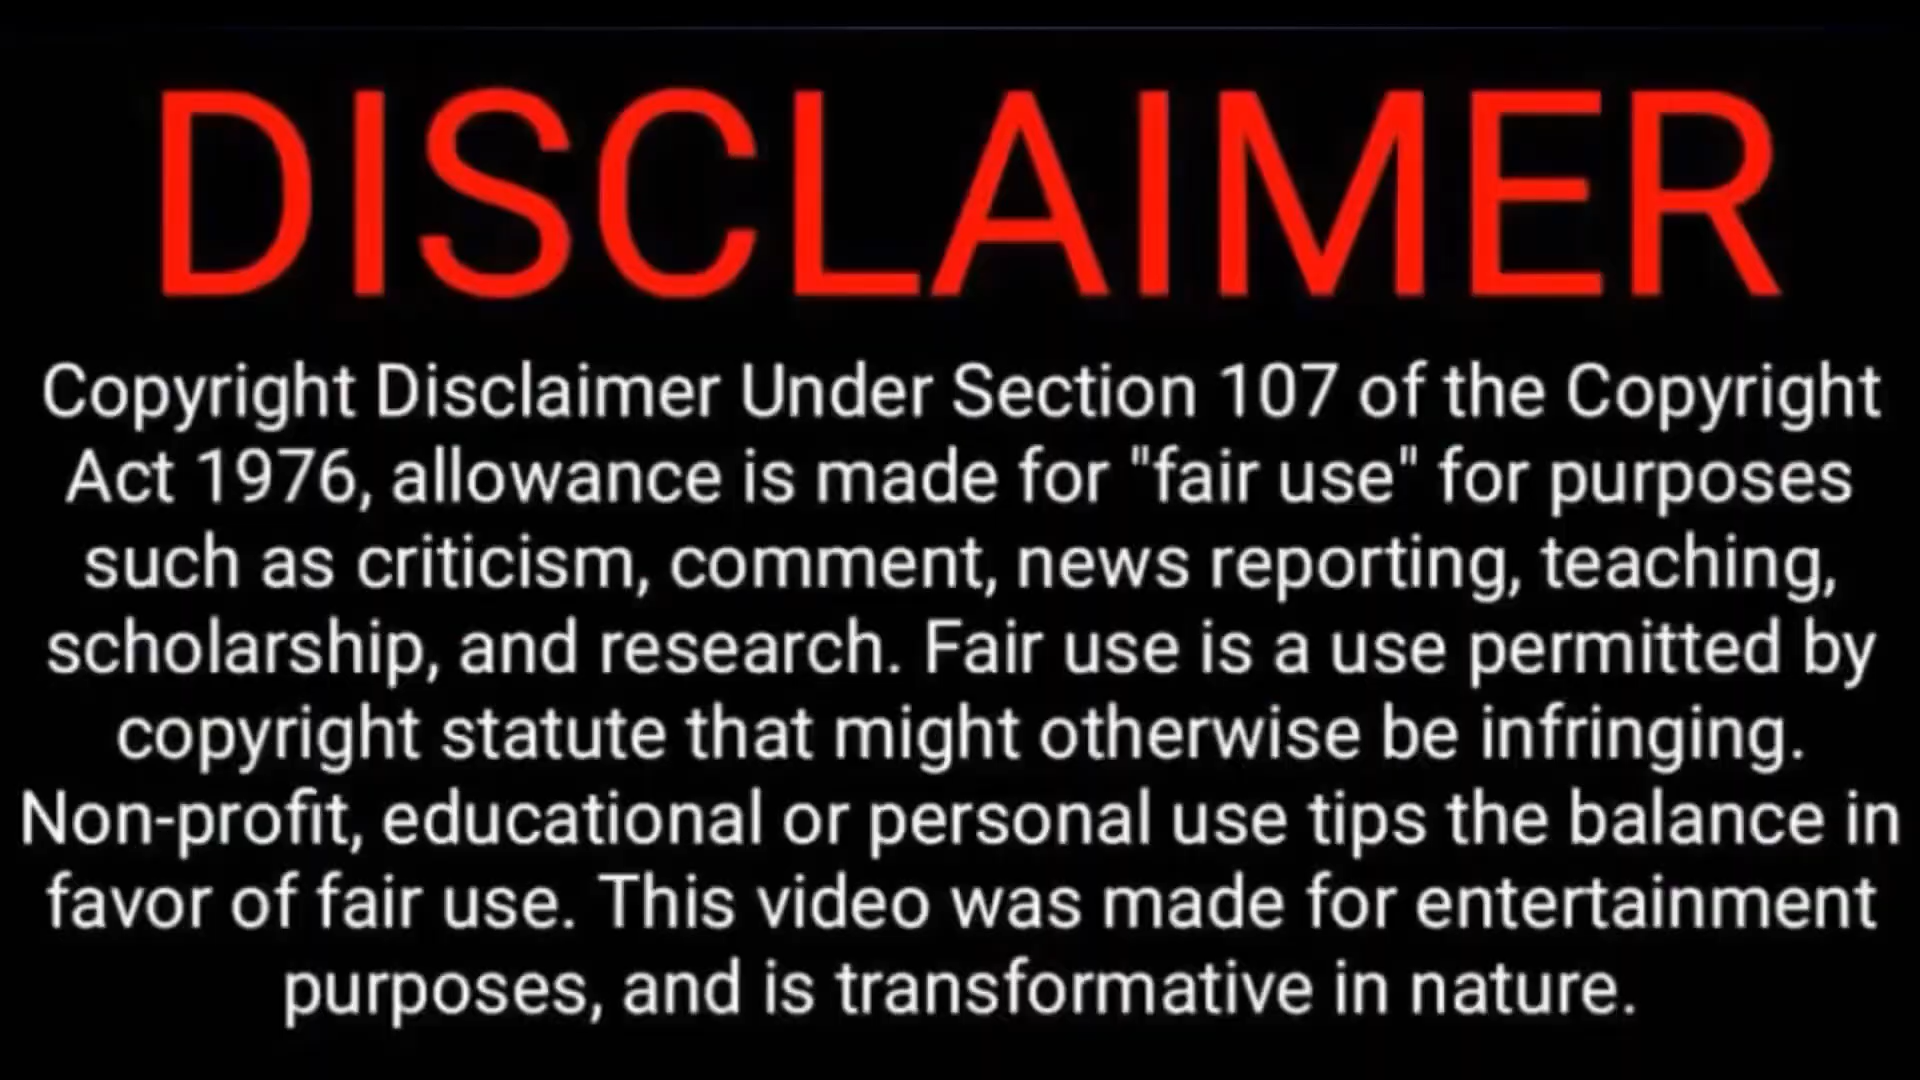 DISCLAIMER
Copyright Disclaimer Under Section 107 of the Copyright
Act 1976, allowance is made for "fair use" for purposes
such as criticism, comment, news reporting, teaching,
scholarship, and research. Fair use is a use permitted by
copyright statute that might otherwise be infringing.
Non-profit, educational or personal use tips the balance in
favor of fair use. This video was made for entertainment
purposes, and is transformative in nature.